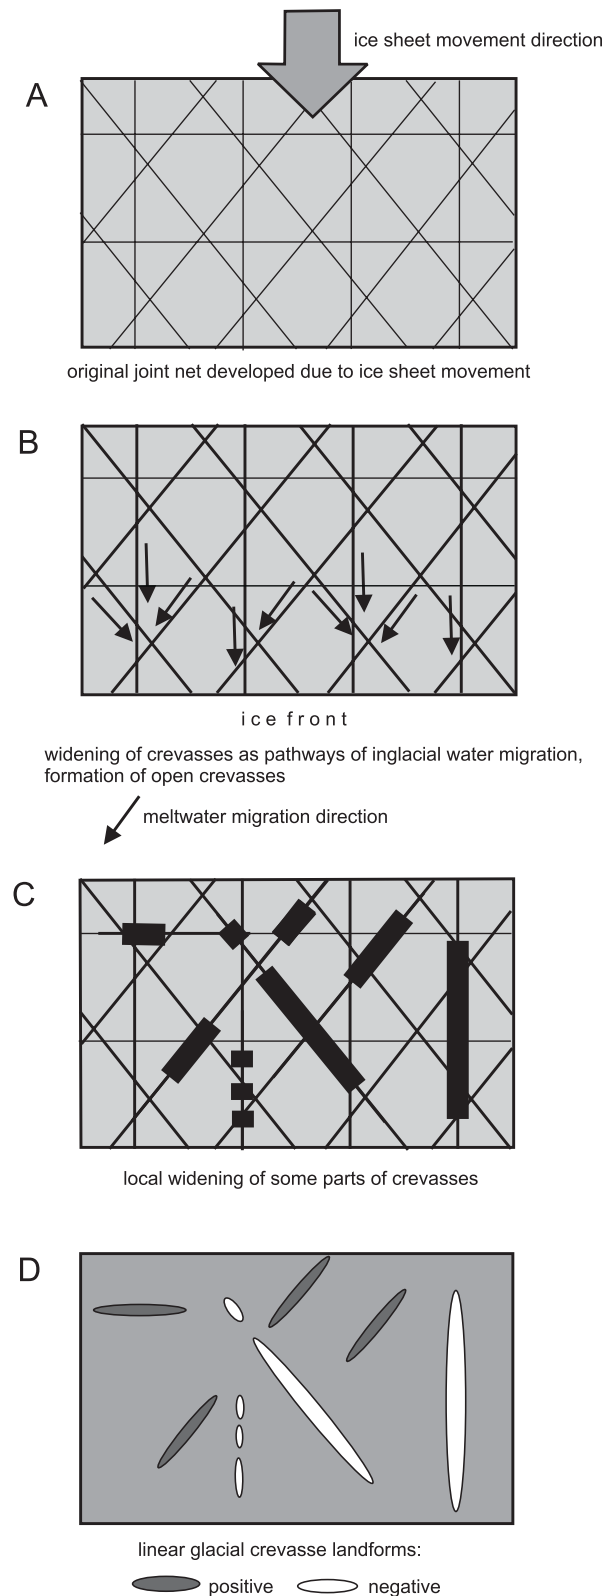 ice sheet movement direction
A
original joint net developed due to ice sheet movement
B
ice front
widening of crevasses as pathways of inglacial water migration,
formation of open crevasses
meltwater migration direction
C
local widening of some parts of crevasses
D
linear glacial crevasse landforms:
positive negative